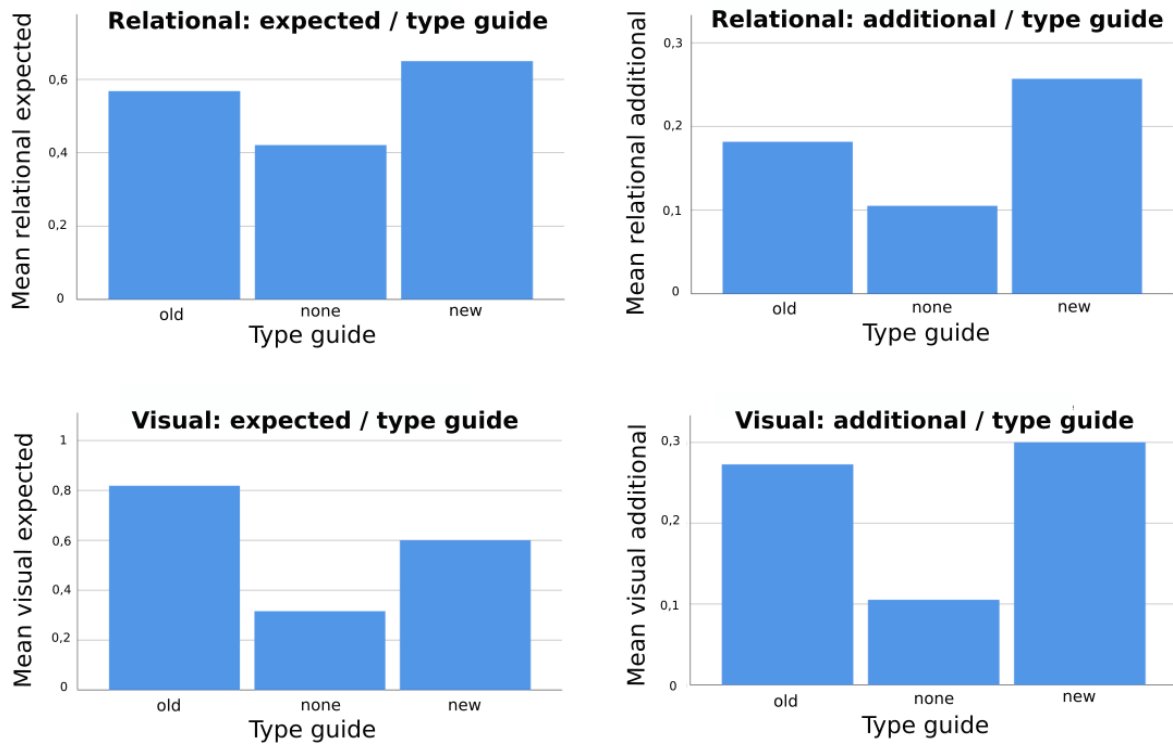 Relational: expected / type guide
Mean relational expected
0,6
0,4
0,2
0
old none new
Type guide
Relational: additional / type guide
Mean relational additional
0,3
0,2
0,1
0
old none new
Type guide
Visual: expected / type guide
Mean visual expected
1
0,8
0,6
0,4
0,2
0
old none new
Type guide
Visual: additional / type guide
Mean visual additional
0,3
0,2
0,1
0
old none new
Type guide